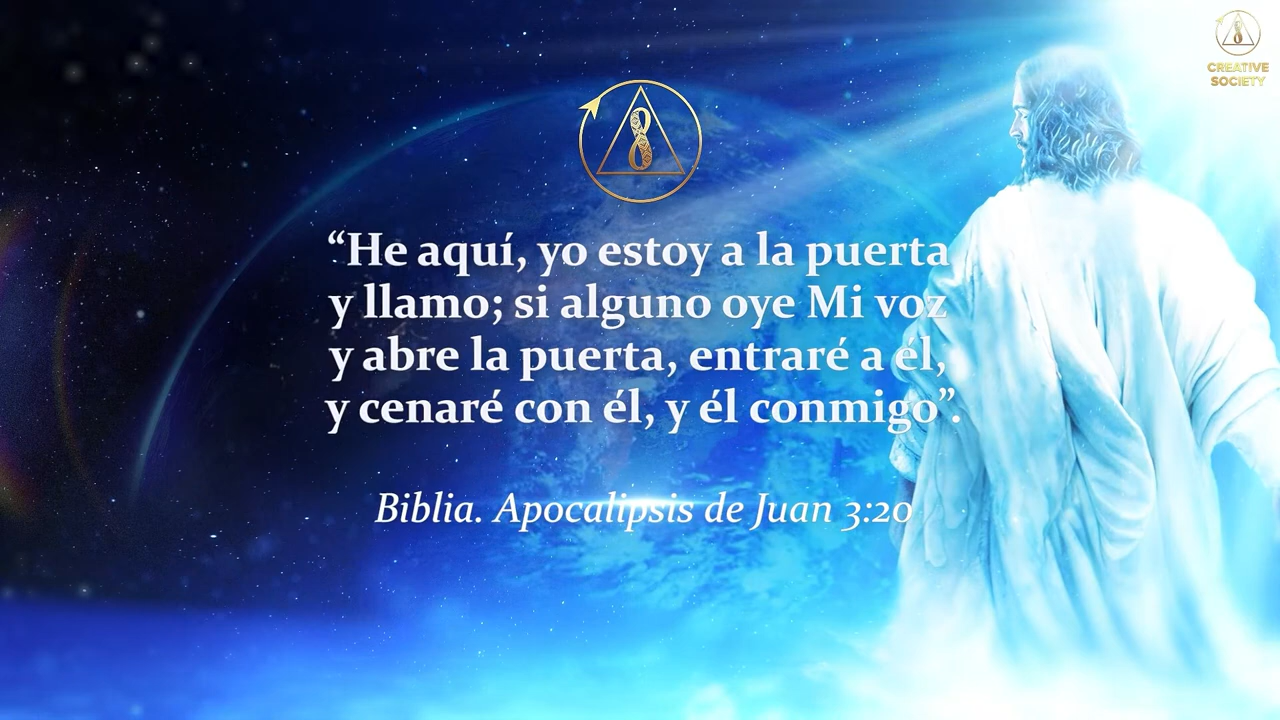 “He aquí, yo estoy a la puerta
y llamo; si alguno oye Mi voz
y abre la puerta, entraré a él,
y cenaré con él, y él conmigo”.
Biblia. Apocalipsis de Juan 3:20
CREATIVE
SOCIETY